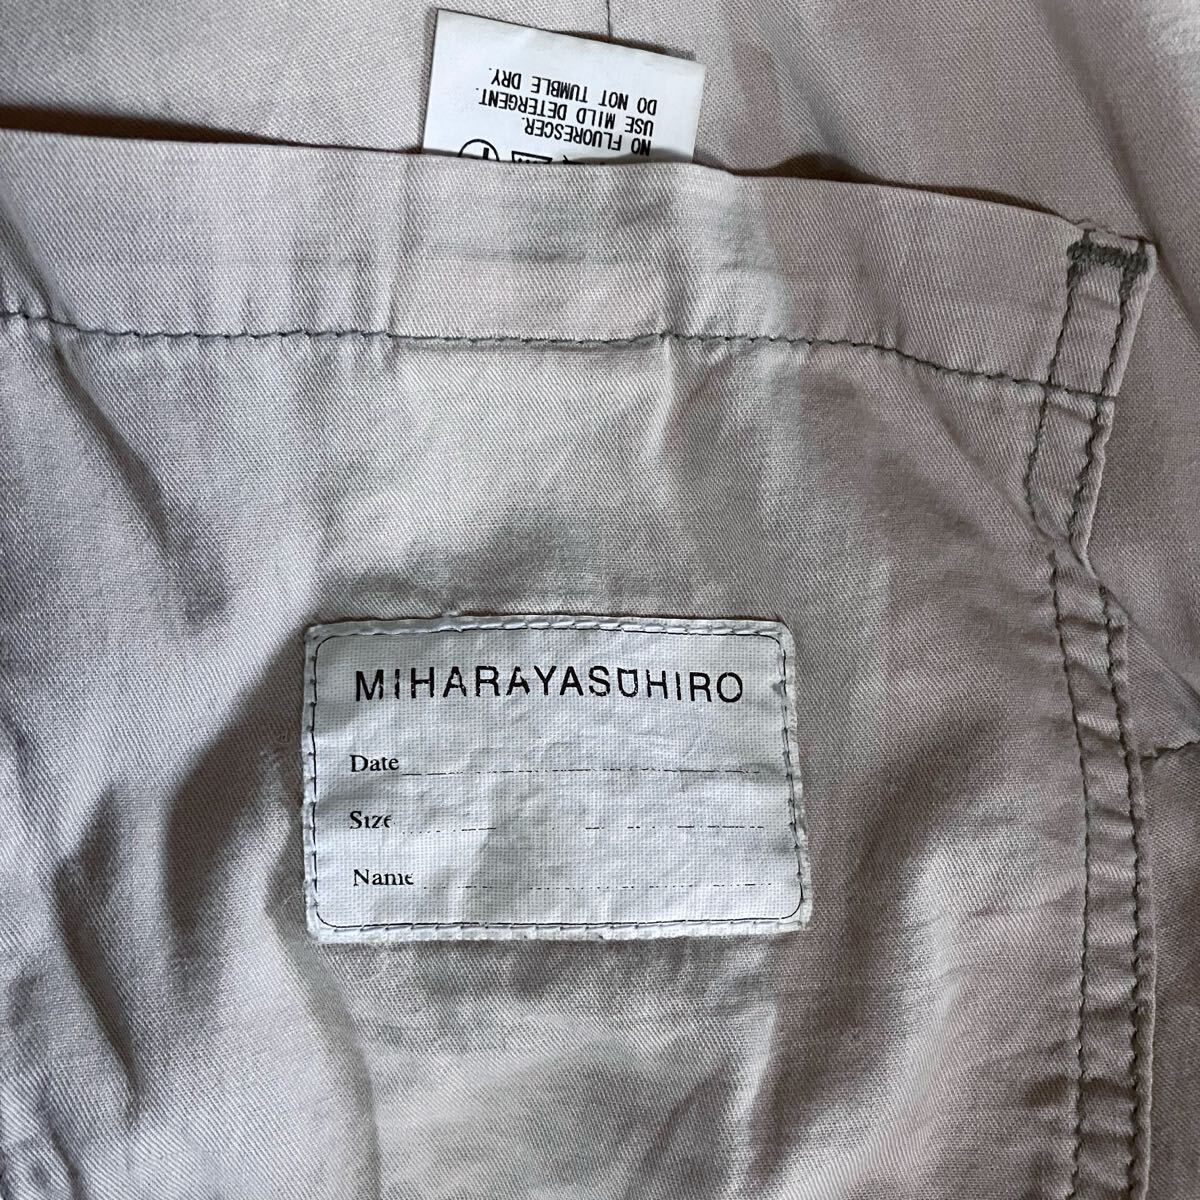 NO FLUORESCER.
USE MILD DETERGENT.
DO NOT TUMBLE DRY.
MIHARAYASUHIRO
Date
Size
Name